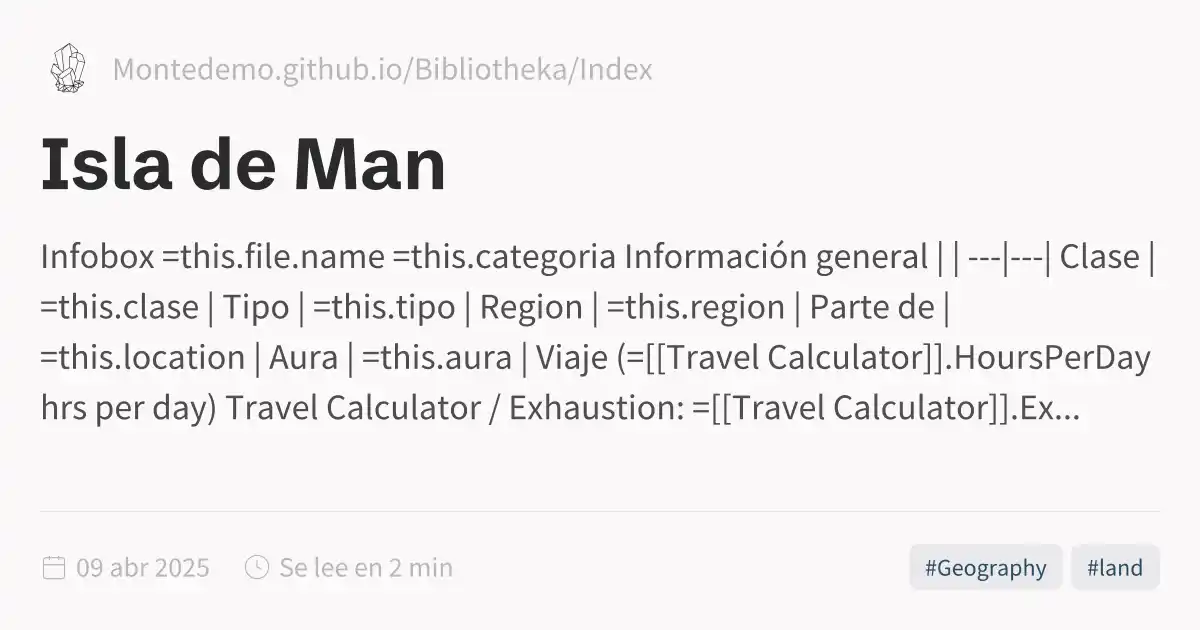 Montedemo.github.io/Bibliotheka/Index
Isla de Man
Infobox =this.file.name =this.categoria Información general | | ---|---| Clase |
=this.clase | Tipo | =this.tipo | Region | =this.region | Parte de |
=this.location | Aura | =this.aura | Viaje (=[[Travel Calculator]].HoursPerDay
hrs per day) Travel Calculator / Exhaustion: =[[Travel Calculator]].Ex...
09 abr 2025 Se lee en 2 min #Geography #land